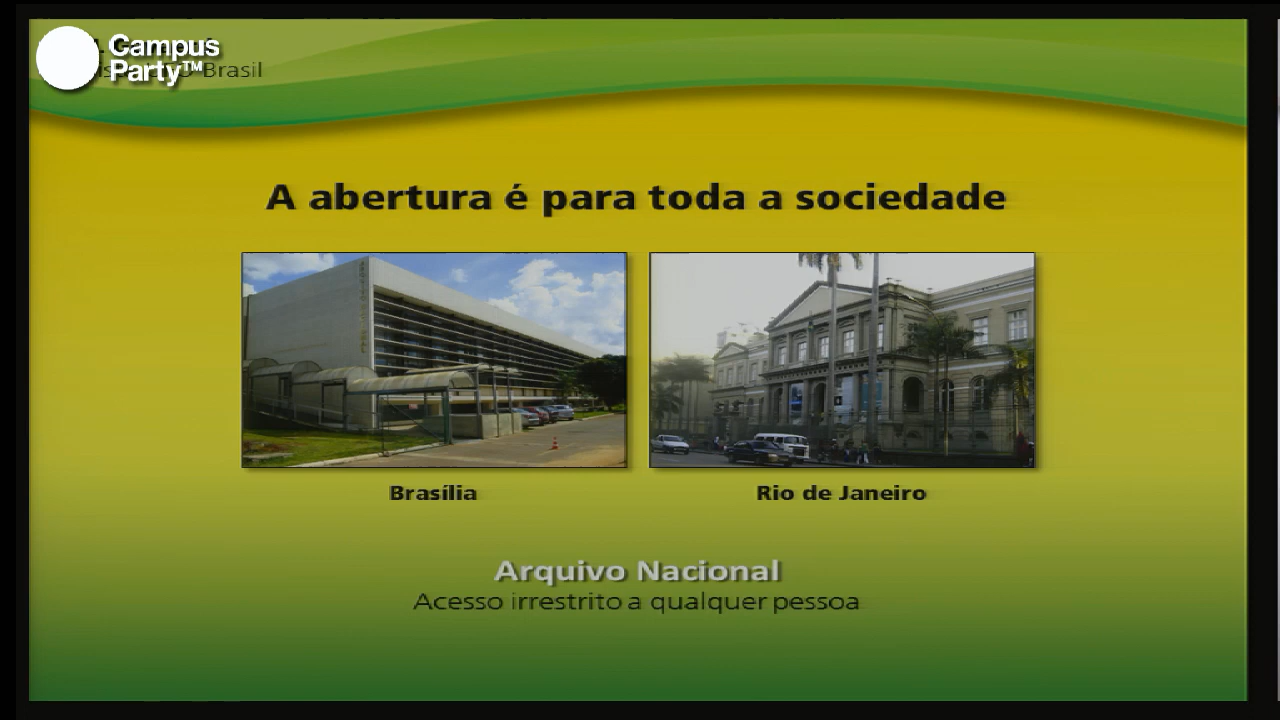 Campus
Party™
Brasil
A abertura é para toda a sociedade
Brasília
Rio de Janeiro
Arquivo Nacional
Acesso irrestrito a qualquer pessoa